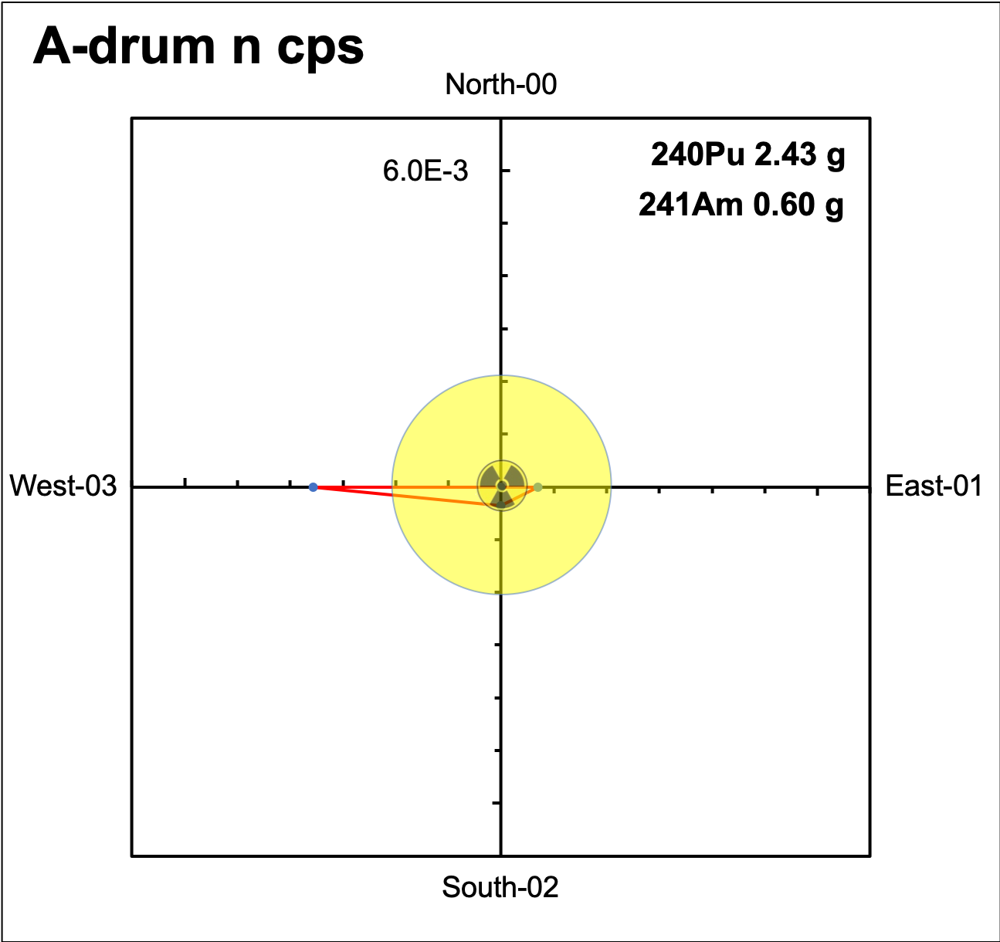 A-drum n cps
North-00
240Pu 2.43 g
6.0E-3
241Am 0.60 g
West-03
East-01
South-02